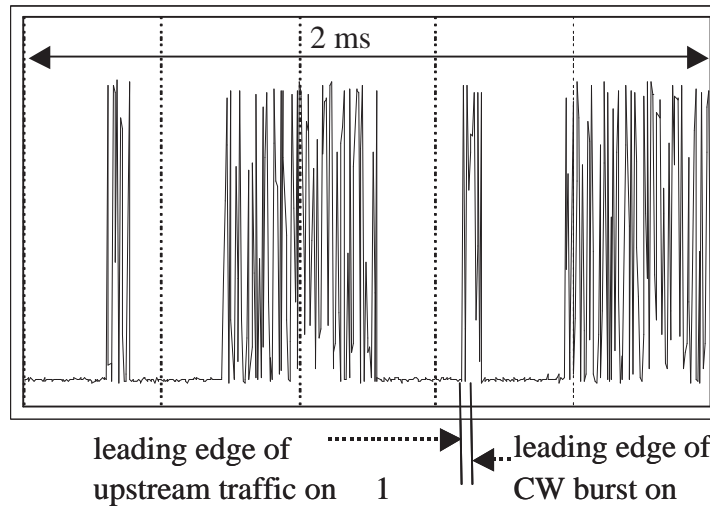 2 ms
leading edge of
upstream traffic on 1
leading edge of
CW burst on